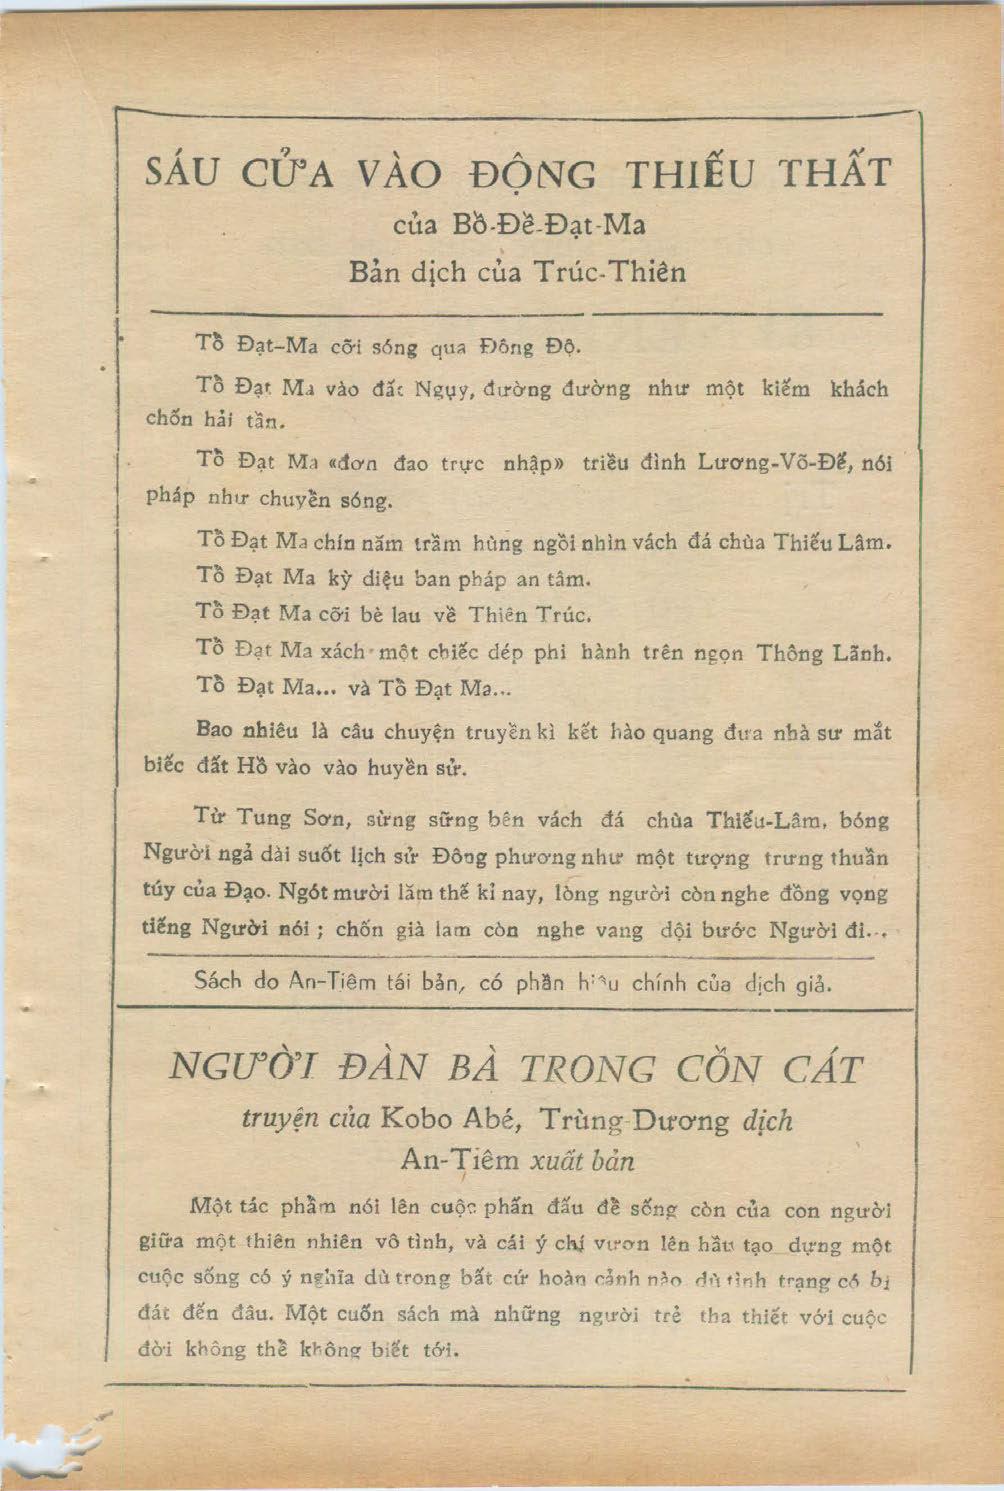 SÁU CỬA VÀO ĐỘNG THIẾU THẤT
của Bồ-Đề-Đạt-Ma
Bản dịch của Trúc-Thiên
Tổ Đạt-Ma cỡi sóng qua Đông Độ.
Tổ Đạt Ma vào đất Ngụy, đường đường như một kiếm khách
chốn hải tần.
Tổ Đạt Ma «đơn đao trực nhập» triều đình Lương-Võ-Đế, nói
pháp như chuyển sóng.
Tổ Đạt Ma chín năm trầm hùng ngồi nhìn vách đá chùa Thiếu Lâm.
Tổ Đạt Ma kỳ diệu ban pháp an tâm.
Tổ Đạt Ma cỡi bè lau về Thiên Trúc.
Tổ Đạt Ma xách một chiếc dép phi hành trên ngọn Thông Lãnh.
Tổ Đạt Ma... và Tổ Đạt Ma...
Bao nhiêu là câu chuyện truyền kì kết hào quang đưa nhà sư mắt
biếc đất Hồ vào vào huyền sử.
Từ Tung Sơn, sừng sững bên vách đá chùa Thiếu-Lâm, bóng
Người ngả dài suốt lịch sử Đông phương như một tượng trưng thuần
túy của Đạo. Ngót mười lăm thế kỉ nay, lòng người còn nghe đồng vọng
tiếng Người nói ; chốn già lam còn nghe vang dội bước Người đi...
Sách do An-Tiêm tái bản, có phần hiệu chính của dịch giả.
NGƯỜI ĐÀN BÀ TRONG CỒN CÁT
truyện của Kobo Abé, Trùng-Dương dịch
An-Tiêm xuất bản
Một tác phẩm nói lên cuộc phấn đấu để sống còn của con người
giữa một thiên nhiên vô tình, và cái ý chí vươn lên hầu tạo dựng một
cuộc sống có ý nghĩa dù trong bất cứ hoàn cảnh nào dù tình trạng có bị
đát đến đâu. Một cuốn sách mà những người trẻ tha thiết với cuộc
đời không thể không biết tới.